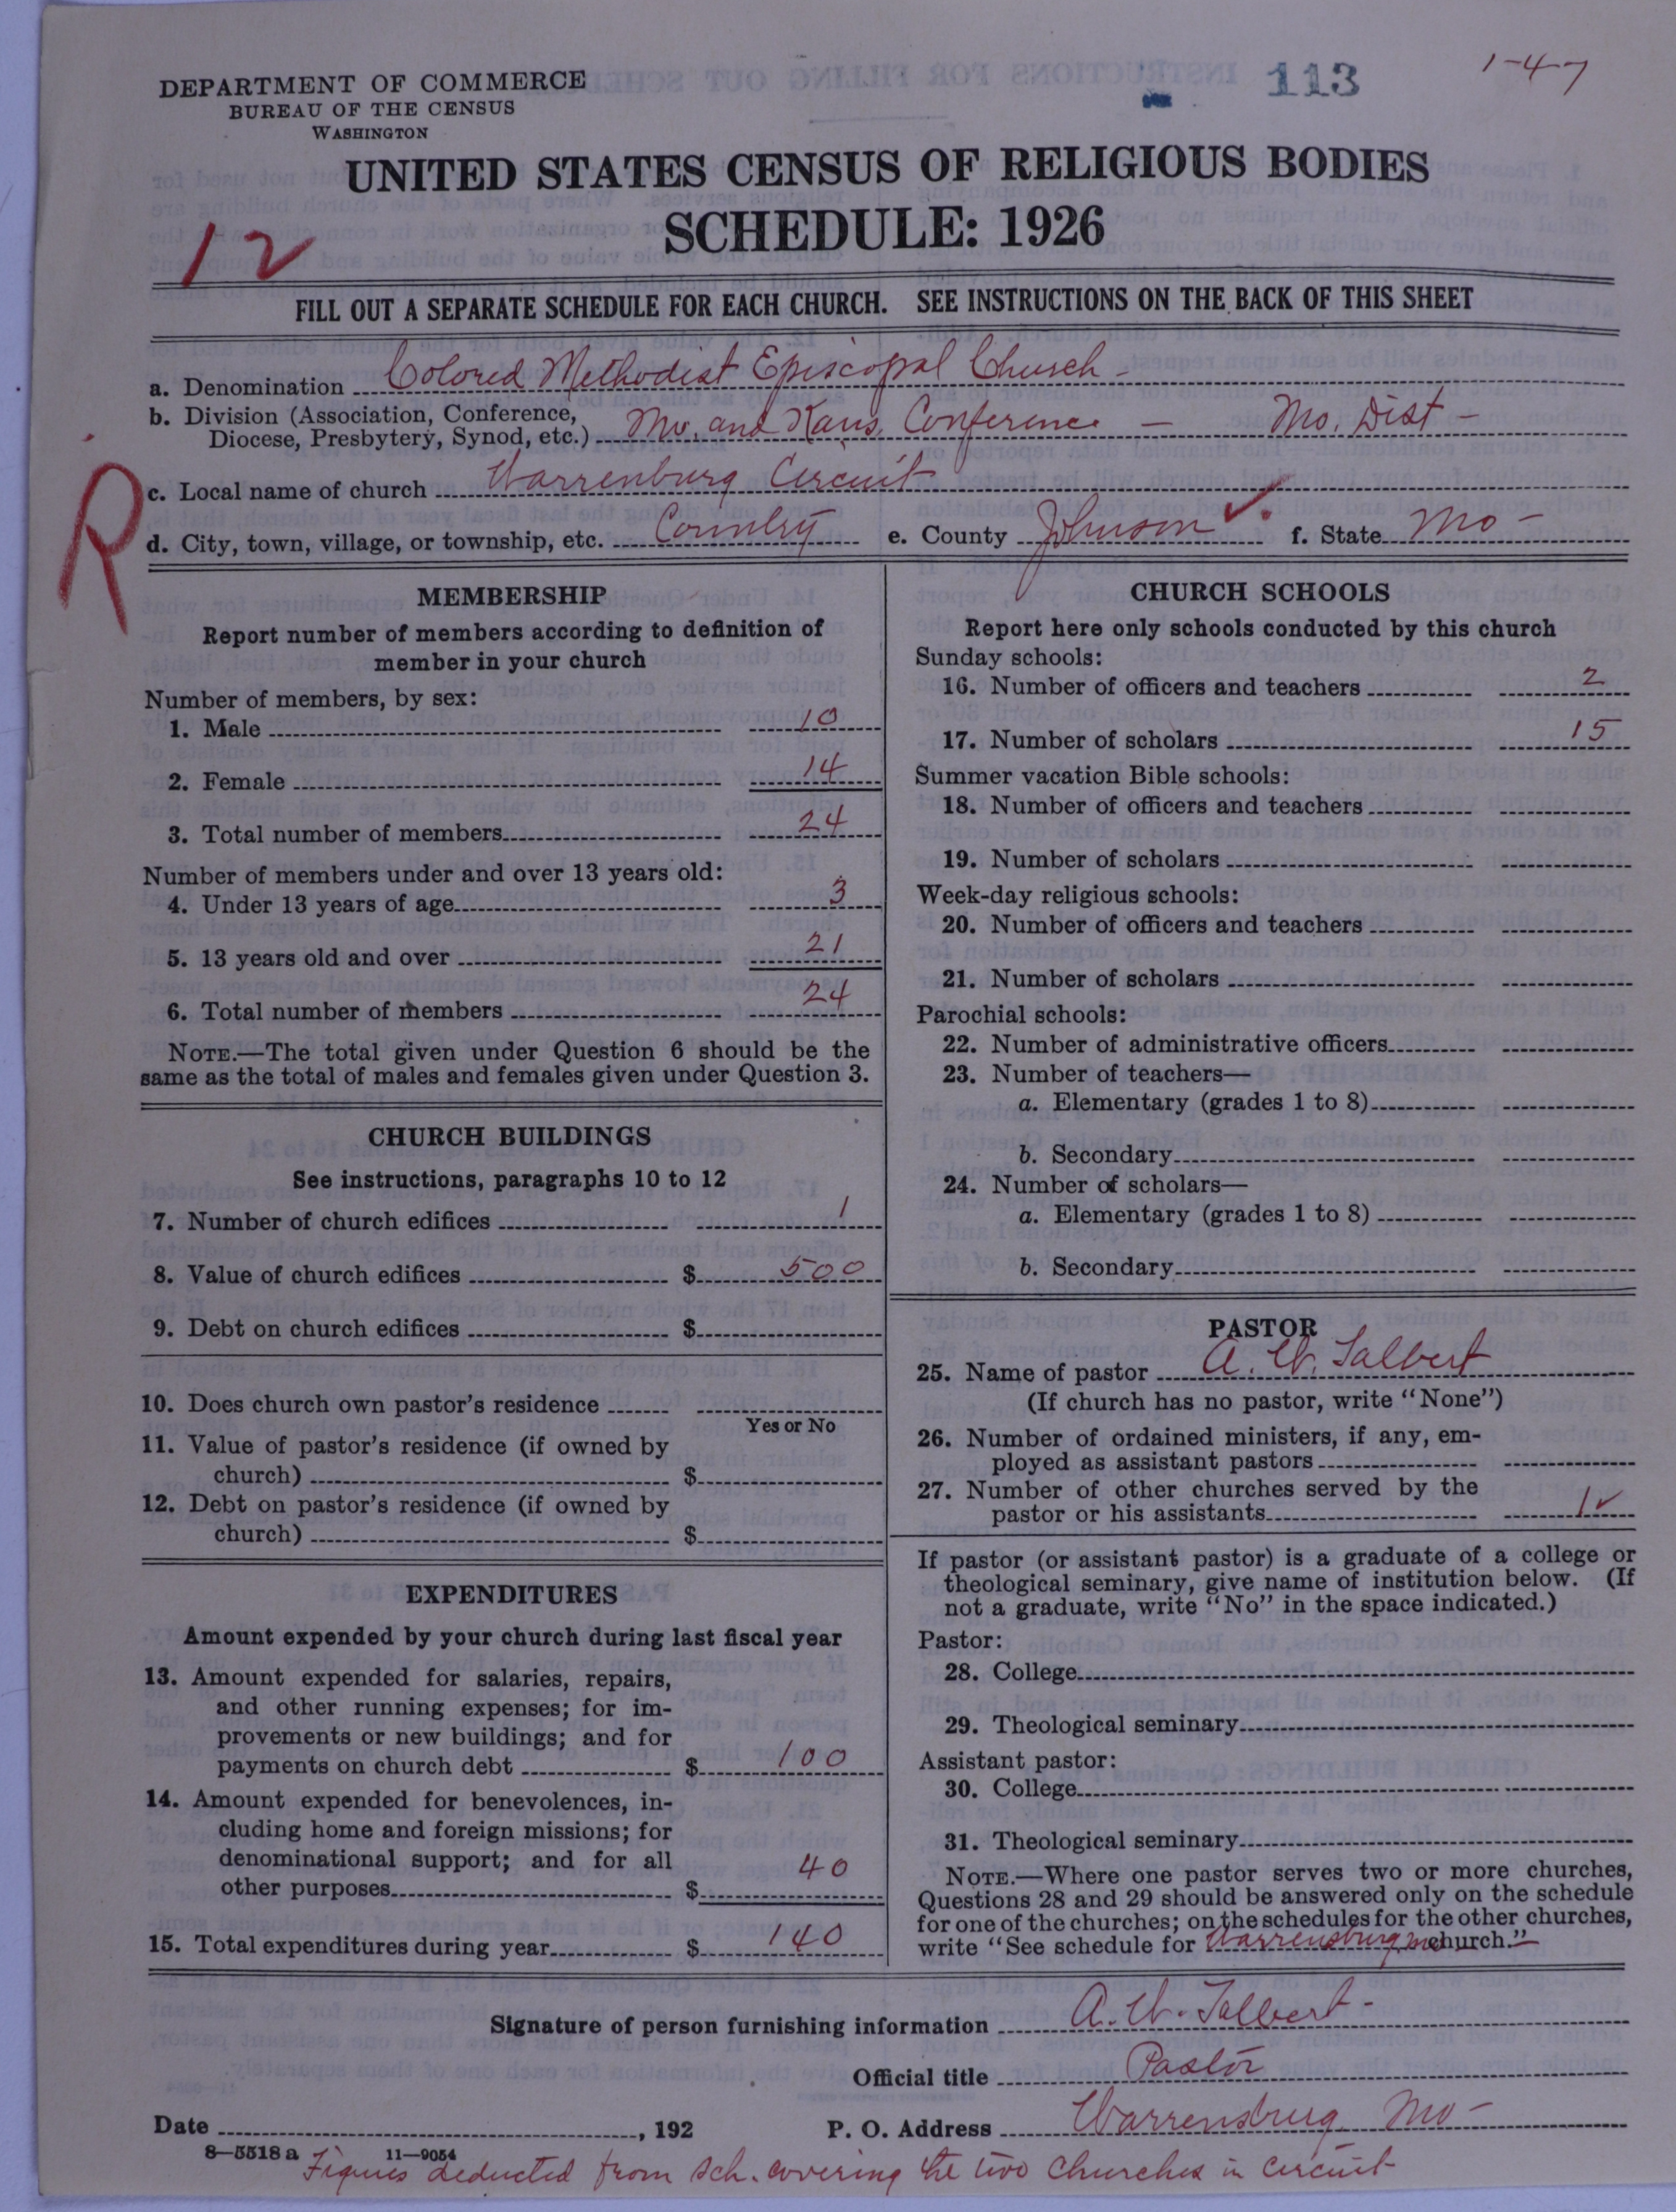 113
1-4-7
DEPARTMENT OF COMMERCE
BUREAU OF THE CENSUS
WASHINGTON
UNITED STATES CENSUS OF RELIGIOUS BODIES
SCHEDULE: 1926
12
FILL OUT A SEPARATE SCHEDULE FOR EACH CHURCH. SEE INSTRUCTIONS ON THE BACK OF THIS SHEET
a. Denomination Colored Methodist Episcopal Church -
b. Division (Association, Conference,
Diocese, Presbytery, Synod, etc.) Mo. and Kans. Conference - Mo. Dist -
R
c. Local name of church Warrenburg Circuit
d. City, town, village, or township, etc. Country e. County Johnson ✓. f. State Mo -
MEMBERSHIP
Report number of members according to definition of
member in your church
Number of members, by sex:
1. Male 10
2. Female 14
3. Total number of members 24
Number of members under and over 13 years old:
4. Under 13 years of age 3
5. 13 years old and over 21
6. Total number of members 24
NOTE.—The total given under Question 6 should be the
same as the total of males and females given under Question 3.
CHURCH BUILDINGS
See instructions, paragraphs 10 to 12
7. Number of church edifices 1
8. Value of church edifices $ 500
9. Debt on church edifices $
10. Does church own pastor's residence
Yes or No
11. Value of pastor's residence (if owned by
church) $
12. Debt on pastor's residence (if owned by
church) $
EXPENDITURES
Amount expended by your church during last fiscal year
13. Amount expended for salaries, repairs,
and other running expenses; for im-
provements or new buildings; and for
payments on church debt $ 100
14. Amount expended for benevolences, in-
cluding home and foreign missions; for
denominational support; and for all
other purposes $ 40
15. Total expenditures during year $ 140
CHURCH SCHOOLS
Report here only schools conducted by this church
Sunday schools:
16. Number of officers and teachers 2
17. Number of scholars 15
Summer vacation Bible schools:
18. Number of officers and teachers
19. Number of scholars
Week-day religious schools:
20. Number of officers and teachers
21. Number of scholars
Parochial schools:
22. Number of administrative officers
23. Number of teachers—
a. Elementary (grades 1 to 8)
b. Secondary
24. Number of scholars—
a. Elementary (grades 1 to 8)
b. Secondary
PASTOR
25. Name of pastor A. W. Talbert
(If church has no pastor, write "None")
26. Number of ordained ministers, if any, em-
ployed as assistant pastors
27. Number of other churches served by the
pastor or his assistants 1 ✓
If pastor (or assistant pastor) is a graduate of a college or
theological seminary, give name of institution below. (If
not a graduate, write "No" in the space indicated.)
Pastor:
28. College
29. Theological seminary
Assistant pastor:
30. College
31. Theological seminary
NOTE.—Where one pastor serves two or more churches,
Questions 28 and 29 should be answered only on the schedule
for one of the churches; on the schedules for the other churches,
write "See schedule for Warrensburg mo church."
Signature of person furnishing information A. W. Talbert -
Official title Pastor
Date , 192 P. O. Address Warrensburg Mo -
8—5518 a 11—9054
Figures deducted from sch. covering the two churches in circuit